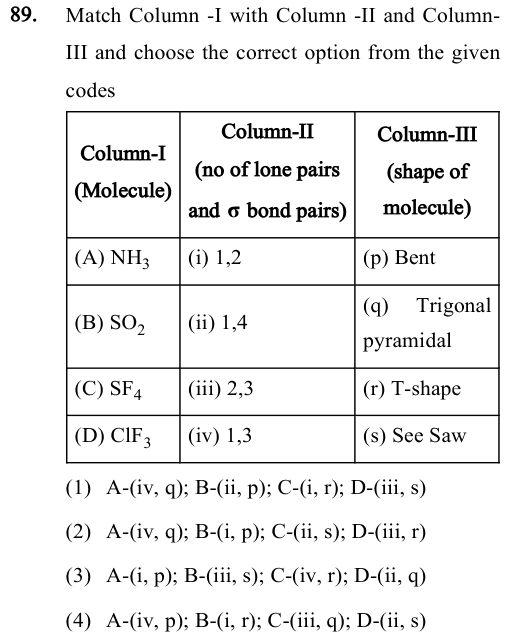 89. Match Column -I with Column -II and Column-
III and choose the correct option from the given
codes
Column-I
(Molecule)
Column-II
(no of lone pairs
and σ bond pairs)
Column-III
(shape of
molecule)
(A) NH₃ (i) 1,2 (p) Bent
(B) SO₂ (ii) 1,4 (q) Trigonal
pyramidal
(C) SF₄ (iii) 2,3 (r) T-shape
(D) ClF₃ (iv) 1,3 (s) See Saw
(1) A-(iv, q); B-(ii, p); C-(i, r); D-(iii, s)
(2) A-(iv, q); B-(i, p); C-(ii, s); D-(iii, r)
(3) A-(i, p); B-(iii, s); C-(iv, r); D-(ii, q)
(4) A-(iv, p); B-(i, r); C-(iii, q); D-(ii, s)